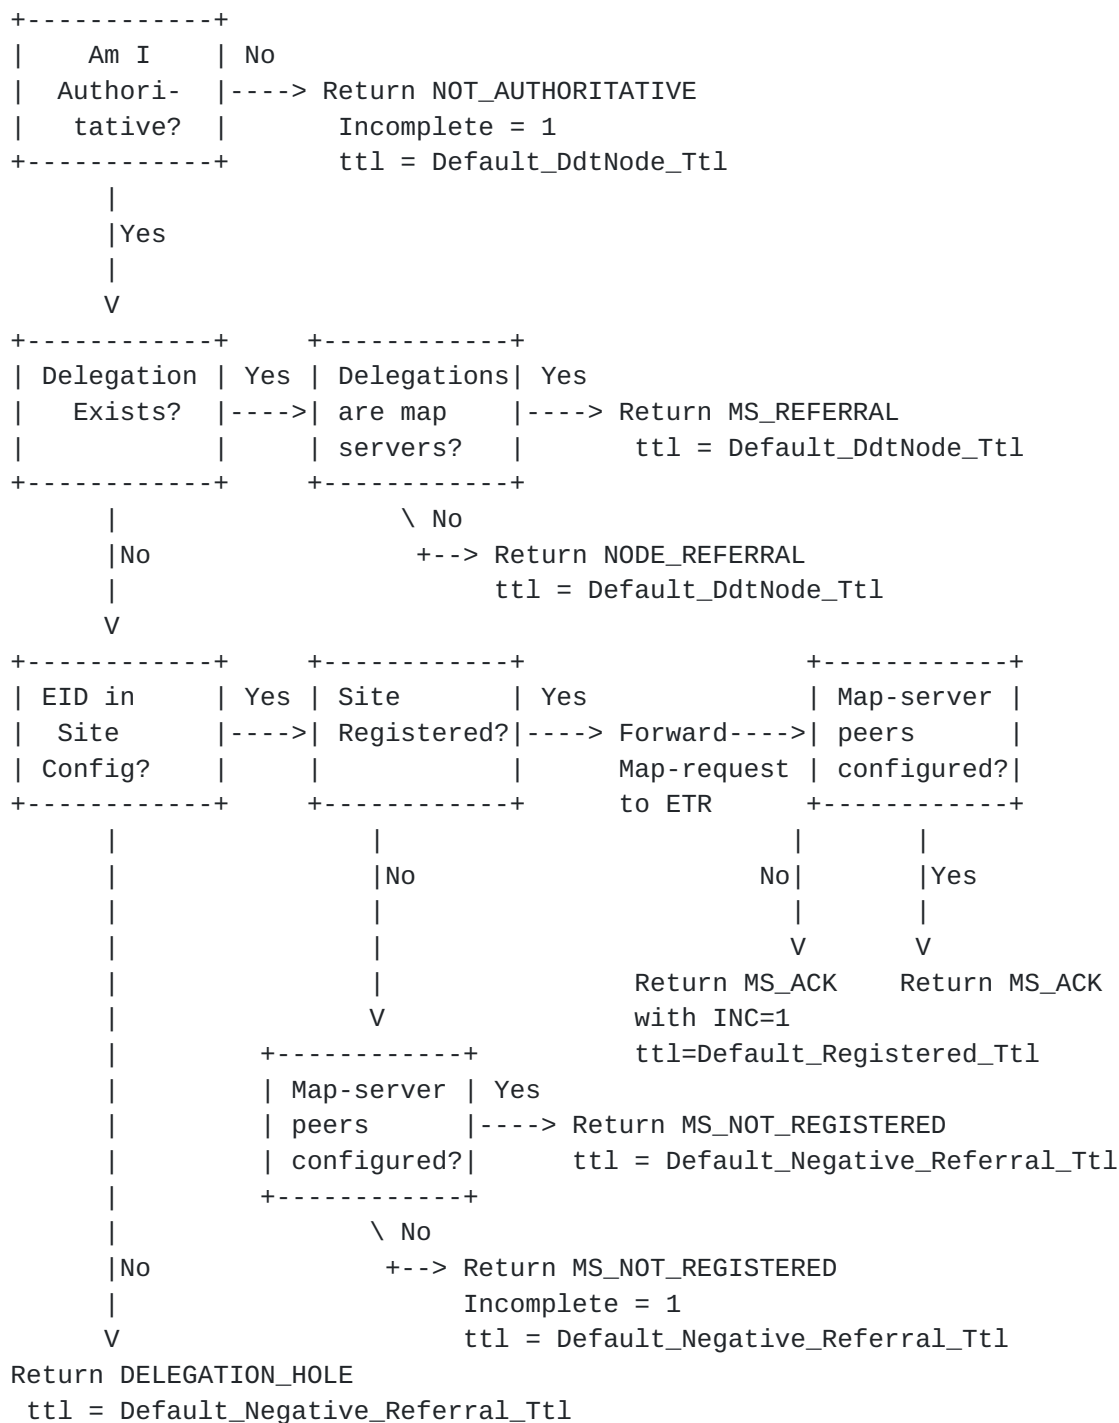 +------------+
|    Am I    | No
|  Authori-  |----> Return NOT_AUTHORITATIVE
|   tative?  |       Incomplete = 1
+------------+       ttl = Default_DdtNode_Ttl
      |
      |Yes
      |
      V
+------------+     +------------+
| Delegation | Yes | Delegations| Yes
|   Exists?  |---->| are map    |----> Return MS_REFERRAL
|            |     | servers?   |       ttl = Default_DdtNode_Ttl
+------------+     +------------+
      |                  \ No
      |No                 +--> Return NODE_REFERRAL
      |                        ttl = Default_DdtNode_Ttl
      V
+------------+     +------------+                  +------------+
| EID in     | Yes | Site       | Yes              | Map-server |
|  Site      |---->| Registered?|----> Forward---->| peers      |
| Config?    |     |            |      Map-request | configured?|
+------------+     +------------+      to ETR      +------------+
      |                |                          |       |
      |                |No                      No|       |Yes
      |                |                          |       |
      |                |                          V       V
      |                |                Return MS_ACK    Return MS_ACK
      |                V                with INC=1
      |         +------------+          ttl=Default_Registered_Ttl
      |         | Map-server | Yes
      |         | peers      |----> Return MS_NOT_REGISTERED
      |         | configured?|      ttl = Default_Negative_Referral_Ttl
      |         +------------+
      |                \ No
      |No               +--> Return MS_NOT_REGISTERED
      |                      Incomplete = 1
      V                      ttl = Default_Negative_Referral_Ttl
Return DELEGATION_HOLE
 ttl = Default_Negative_Referral_Ttl